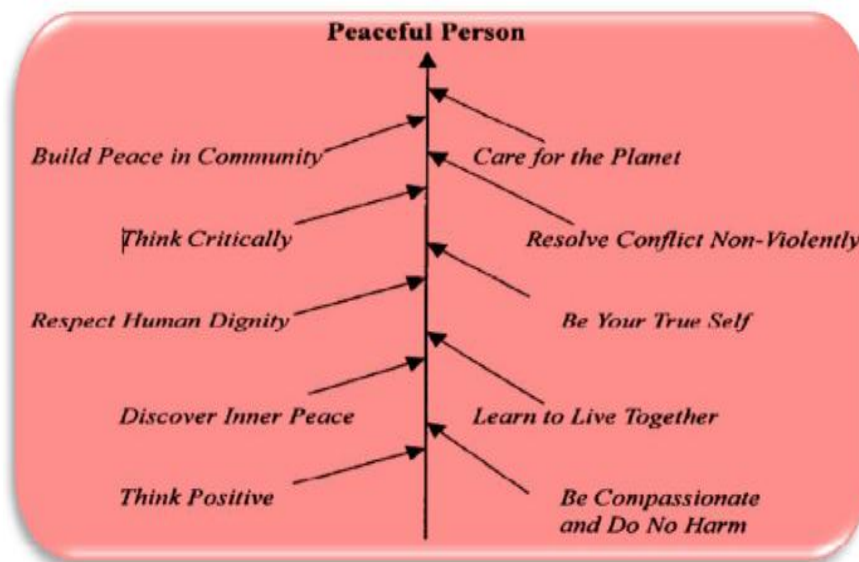 Peaceful Person
Build Peace in Community
Care for the Planet
Think Critically
Resolve Conflict Non-Violently
Respect Human Dignity
Be Your True Self
Discover Inner Peace
Learn to Live Together
Think Positive
Be Compassionate
and Do No Harm